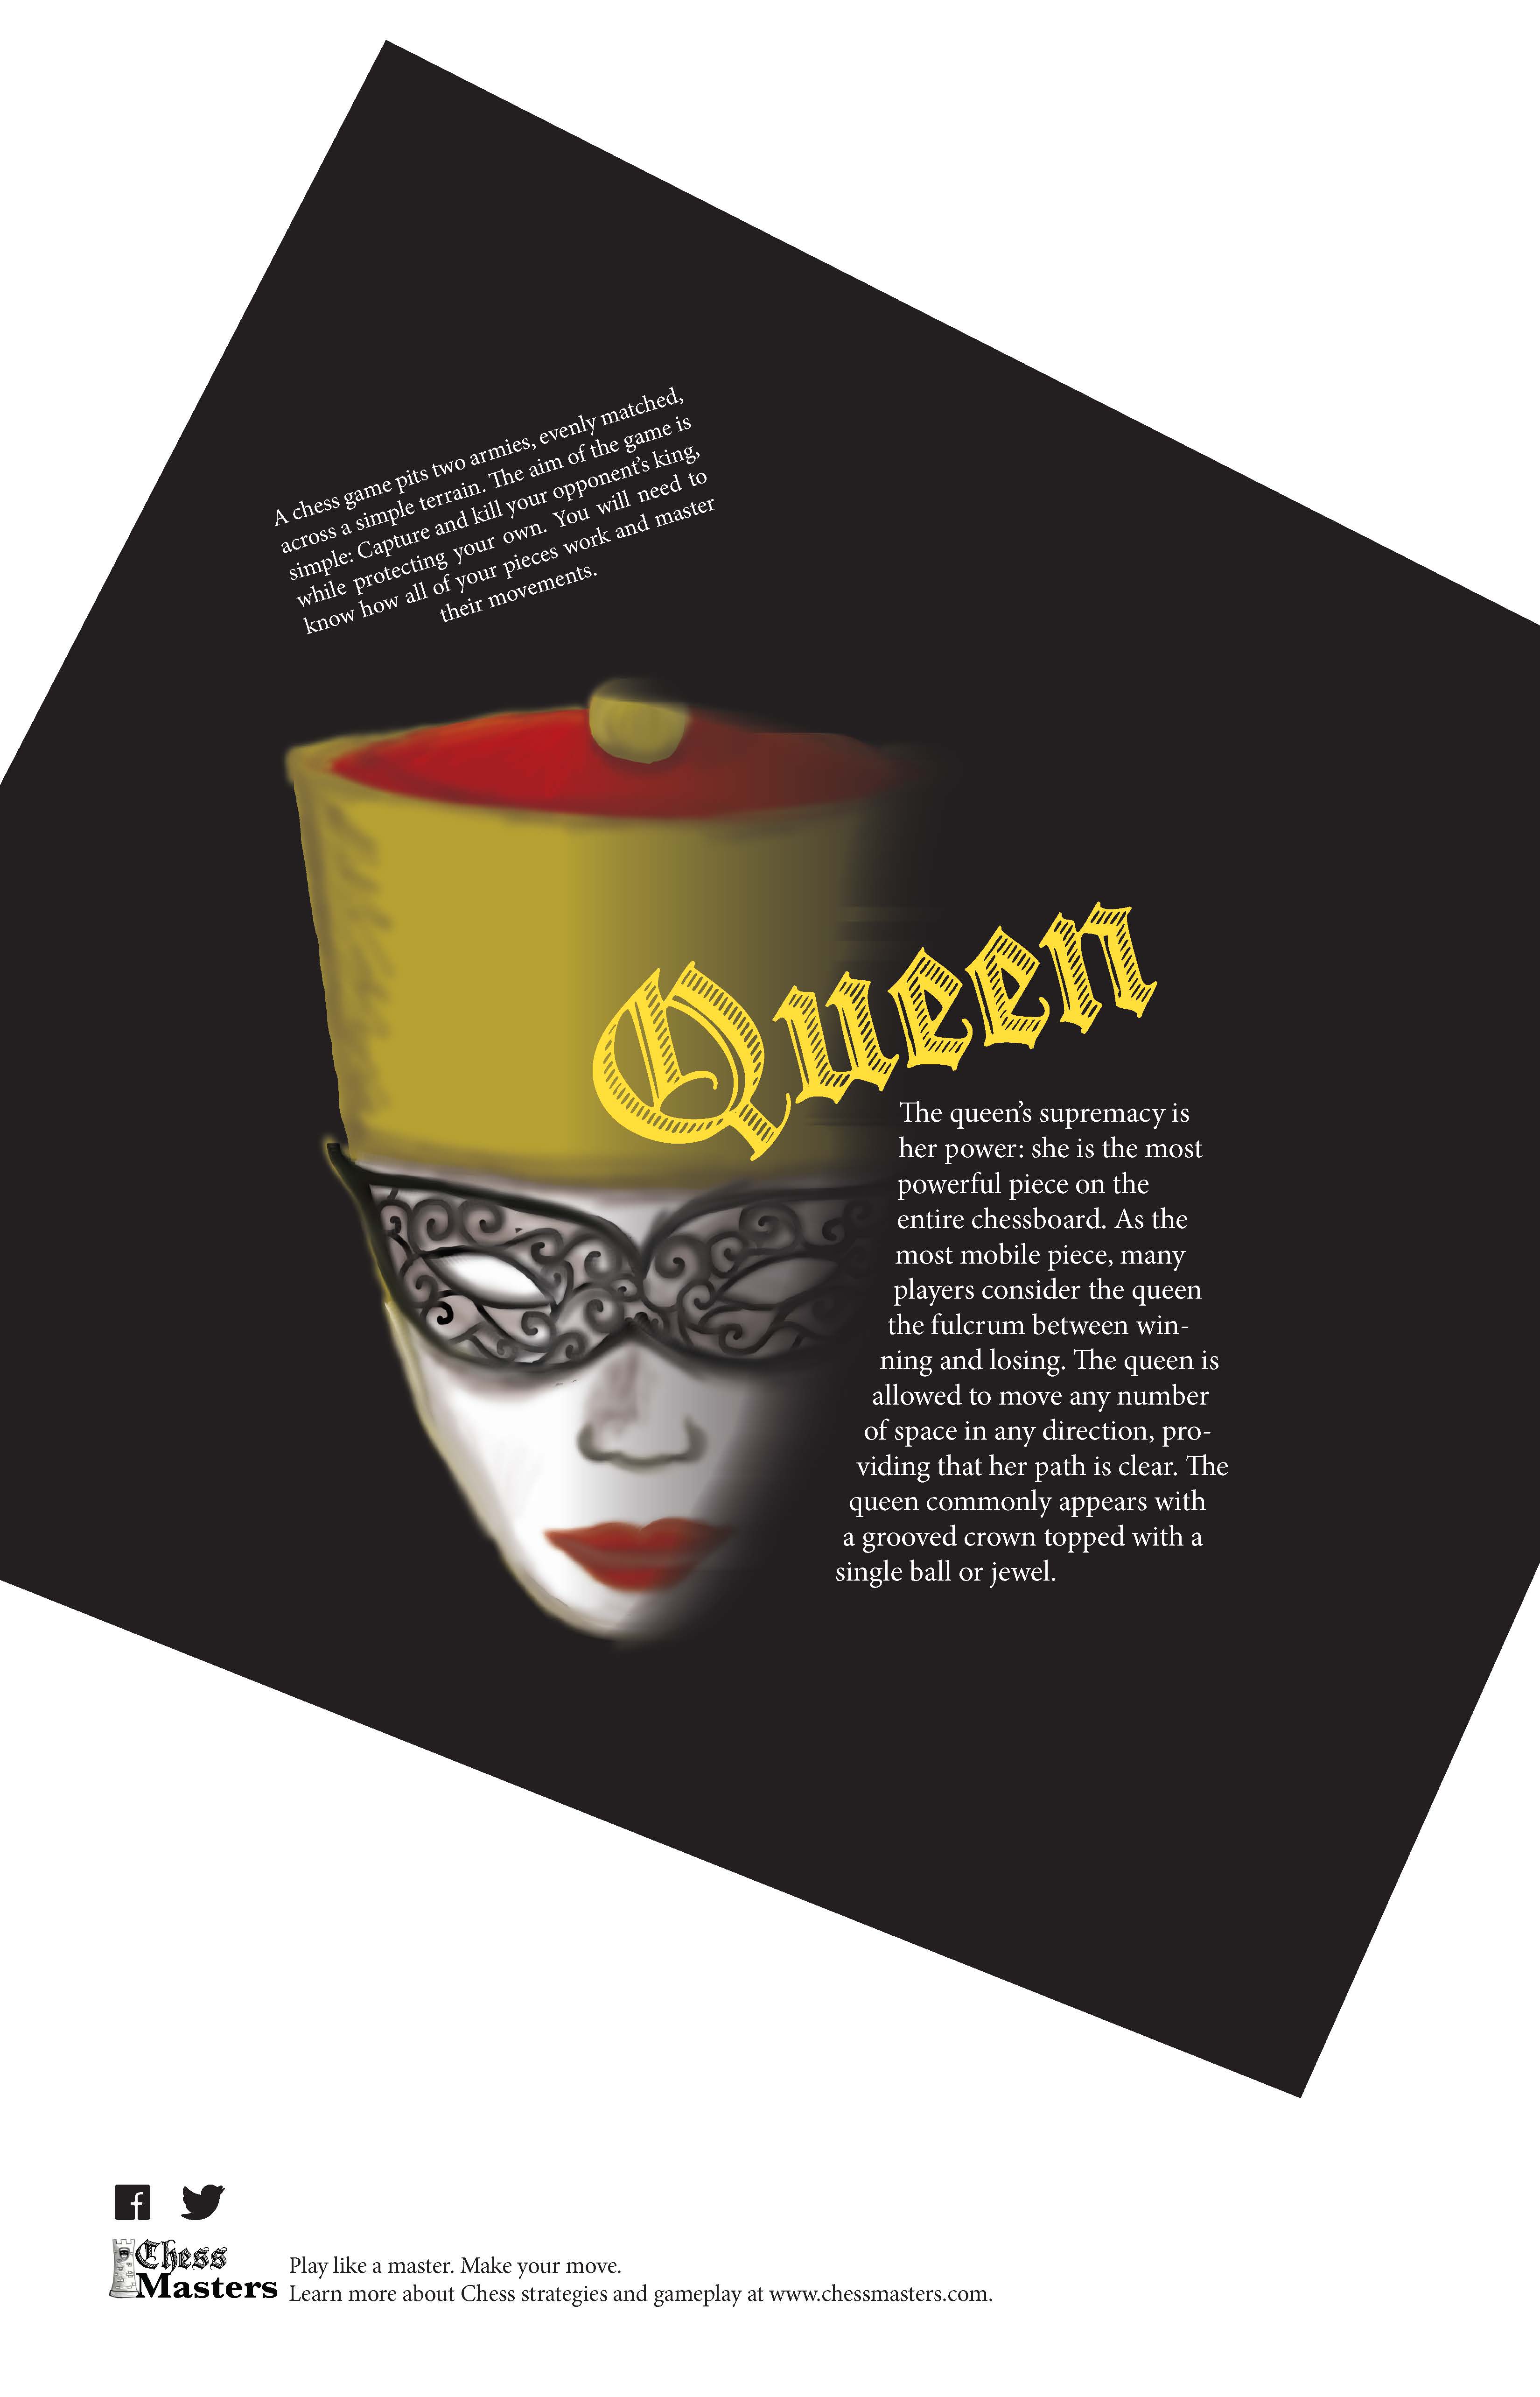 A chess game pits two armies, evenly matched,
across a simple terrain. The aim of the game is
simple: Capture and kill your opponent’s king,
while protecting your own. You will need to
know how all of your pieces work and master
their movements.
Queen
The queen’s supremacy is
her power: she is the most
powerful piece on the
entire chessboard. As the
most mobile piece, many
players consider the queen
the fulcrum between win-
ning and losing. The queen is
allowed to move any number
of space in any direction, pro-
viding that her path is clear. The
queen commonly appears with
a grooved crown topped with a
single ball or jewel.
Chess
Masters
Play like a master. Make your move.
Learn more about Chess strategies and gameplay at www.chessmasters.com.